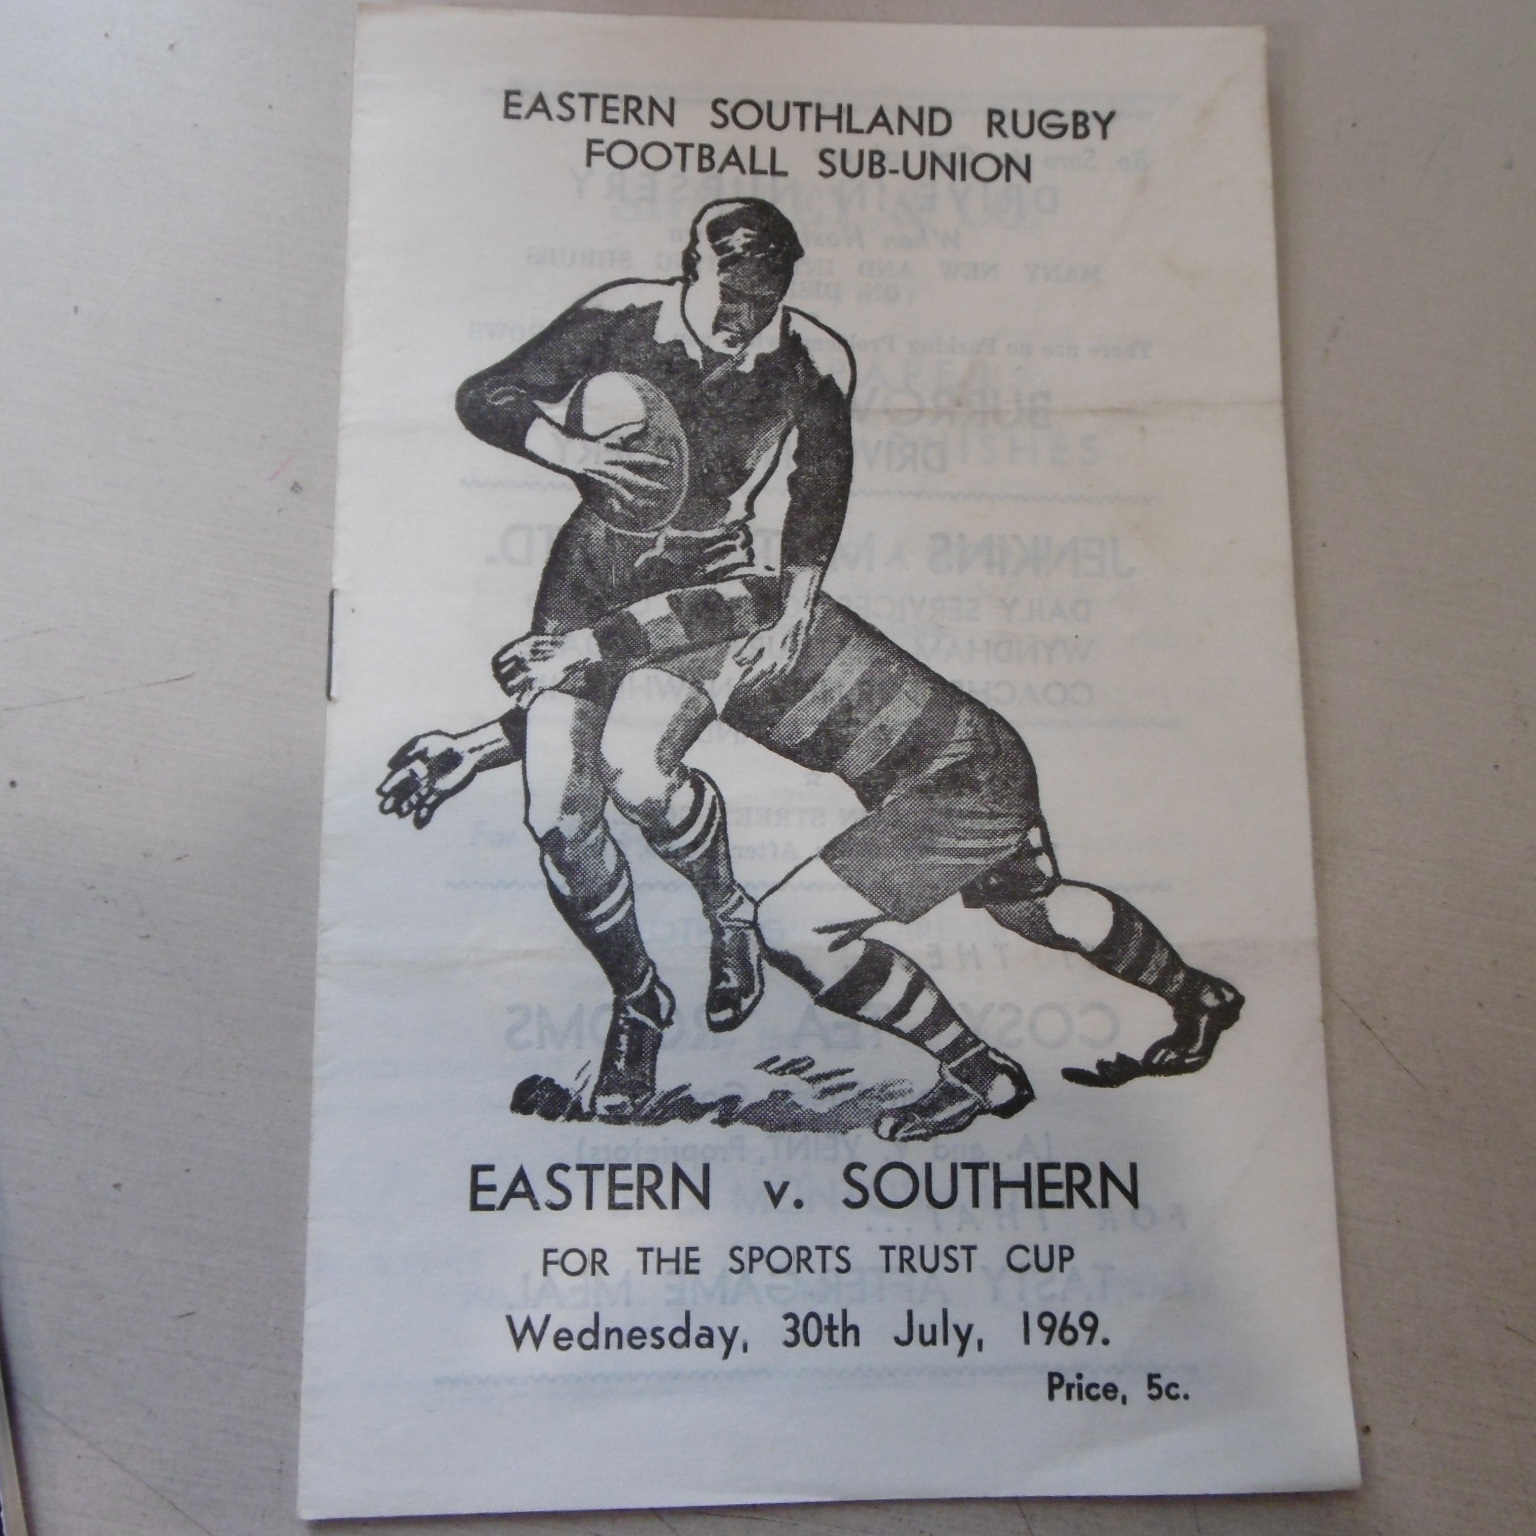 EASTERN SOUTHLAND RUGBY
FOOTBALL SUB-UNION
EASTERN v. SOUTHERN
FOR THE SPORTS TRUST CUP
Wednesday, 30th July, 1969.
Price, 5c.